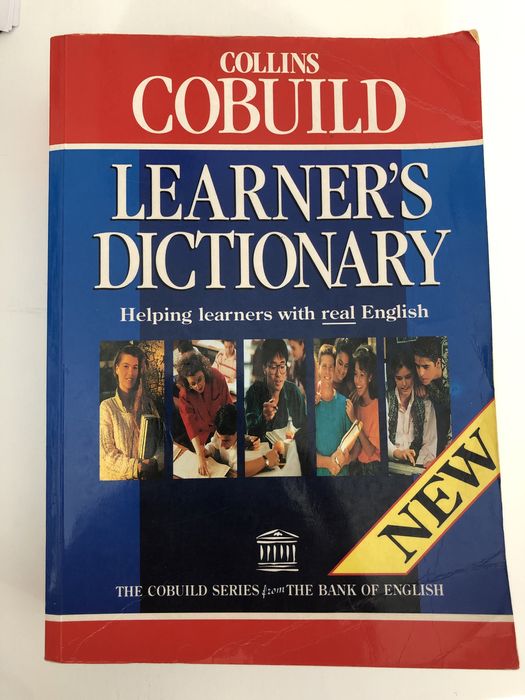 COLLINS
COBUILD
LEARNER'S
DICTIONARY
Helping learners with real English
NEW
THE COBUILD SERIES from THE BANK OF ENGLISH